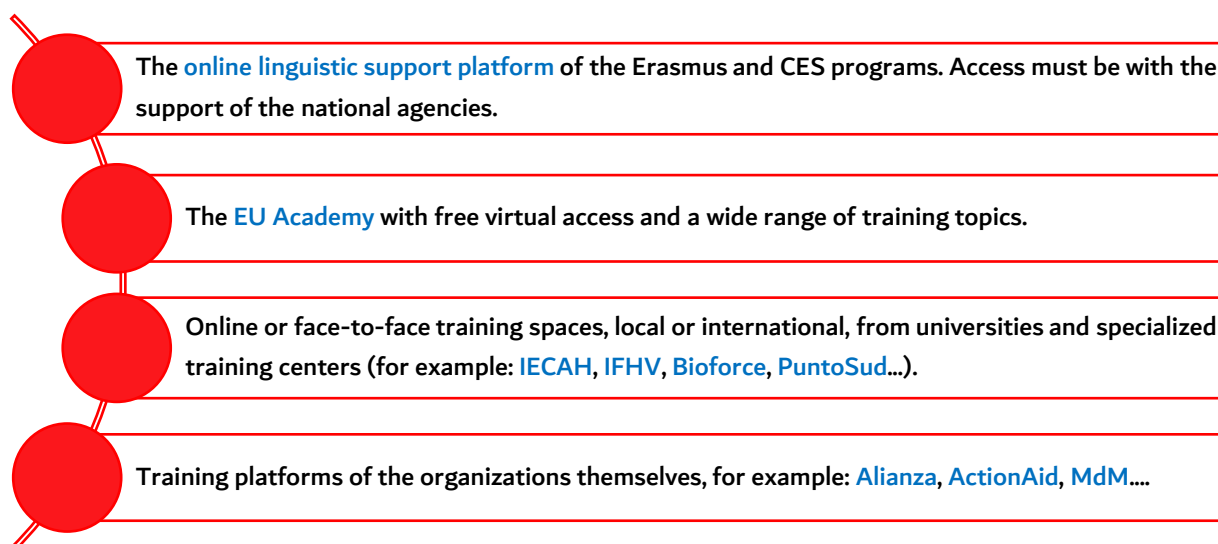 The online linguistic support platform of the Erasmus and CES programs. Access must be with the
support of the national agencies.
The EU Academy with free virtual access and a wide range of training topics.
Online or face-to-face training spaces, local or international, from universities and specialized
training centers (for example: IECAH, IFHV, Bioforce, PuntoSud...).
Training platforms of the organizations themselves, for example: Alianza, ActionAid, MdM....